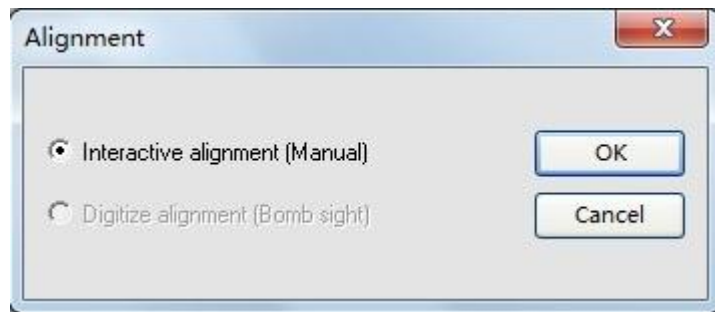 Alignment
Interactive alignment (Manual)
OK
Digitize alignment (Bomb sight)
Cancel